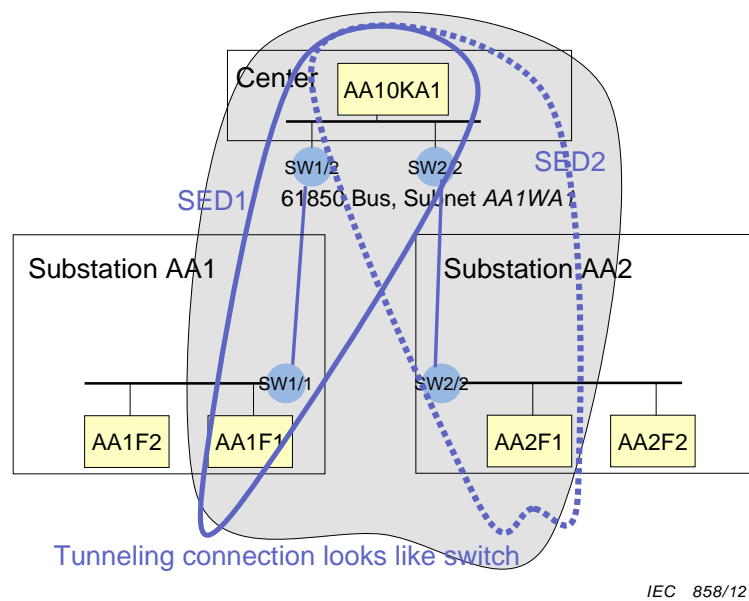 Center
AA10KA1
SW1/2
SW2/2
SED2
SED1
61850 Bus, Subnet AA1WA1
Substation AA1
Substation AA2
SW1/1
SW2/2
AA1F2
AA1F1
AA2F1
AA2F2
Tunneling connection looks like switch
IEC 858/12